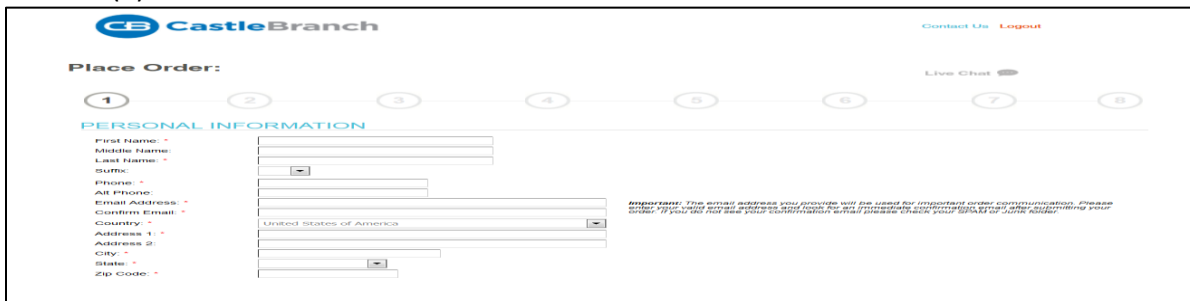 CB CastleBranch
Contact Us Logout
Place Order:
Live Chat
1 2 3 4 5 6 7 8
PERSONAL INFORMATION
First Name: *
Middle Name:
Last Name: *
Suffix:
Phone: *
Alt Phone:
Email Address: *
Confirm Email: *
Important: The email address you provide will be used for important order communication. Please
enter your valid email address and look for an immediate confirmation email after submitting your
order. If you do not see your confirmation email please check your SPAM or Junk folder.
Country: * United States of America
Address 1: *
Address 2:
City: *
State: *
Zip Code: *